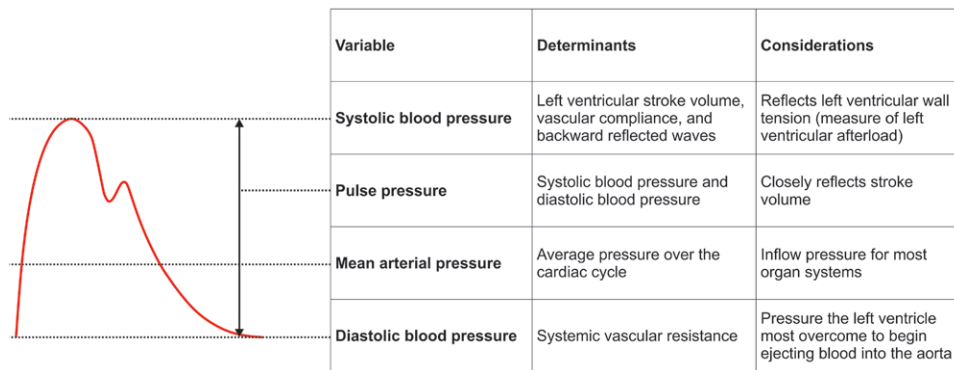 Variable
Determinants
Considerations
Systolic blood pressure
Left ventricular stroke volume,
vascular compliance, and
backward reflected waves
Reflects left ventricular wall
tension (measure of left
ventricular afterload)
Pulse pressure
Systolic blood pressure and
diastolic blood pressure
Closely reflects stroke
volume
Mean arterial pressure
Average pressure over the
cardiac cycle
Inflow pressure for most
organ systems
Diastolic blood pressure
Systemic vascular resistance
Pressure the left ventricle
most overcome to begin
ejecting blood into the aorta